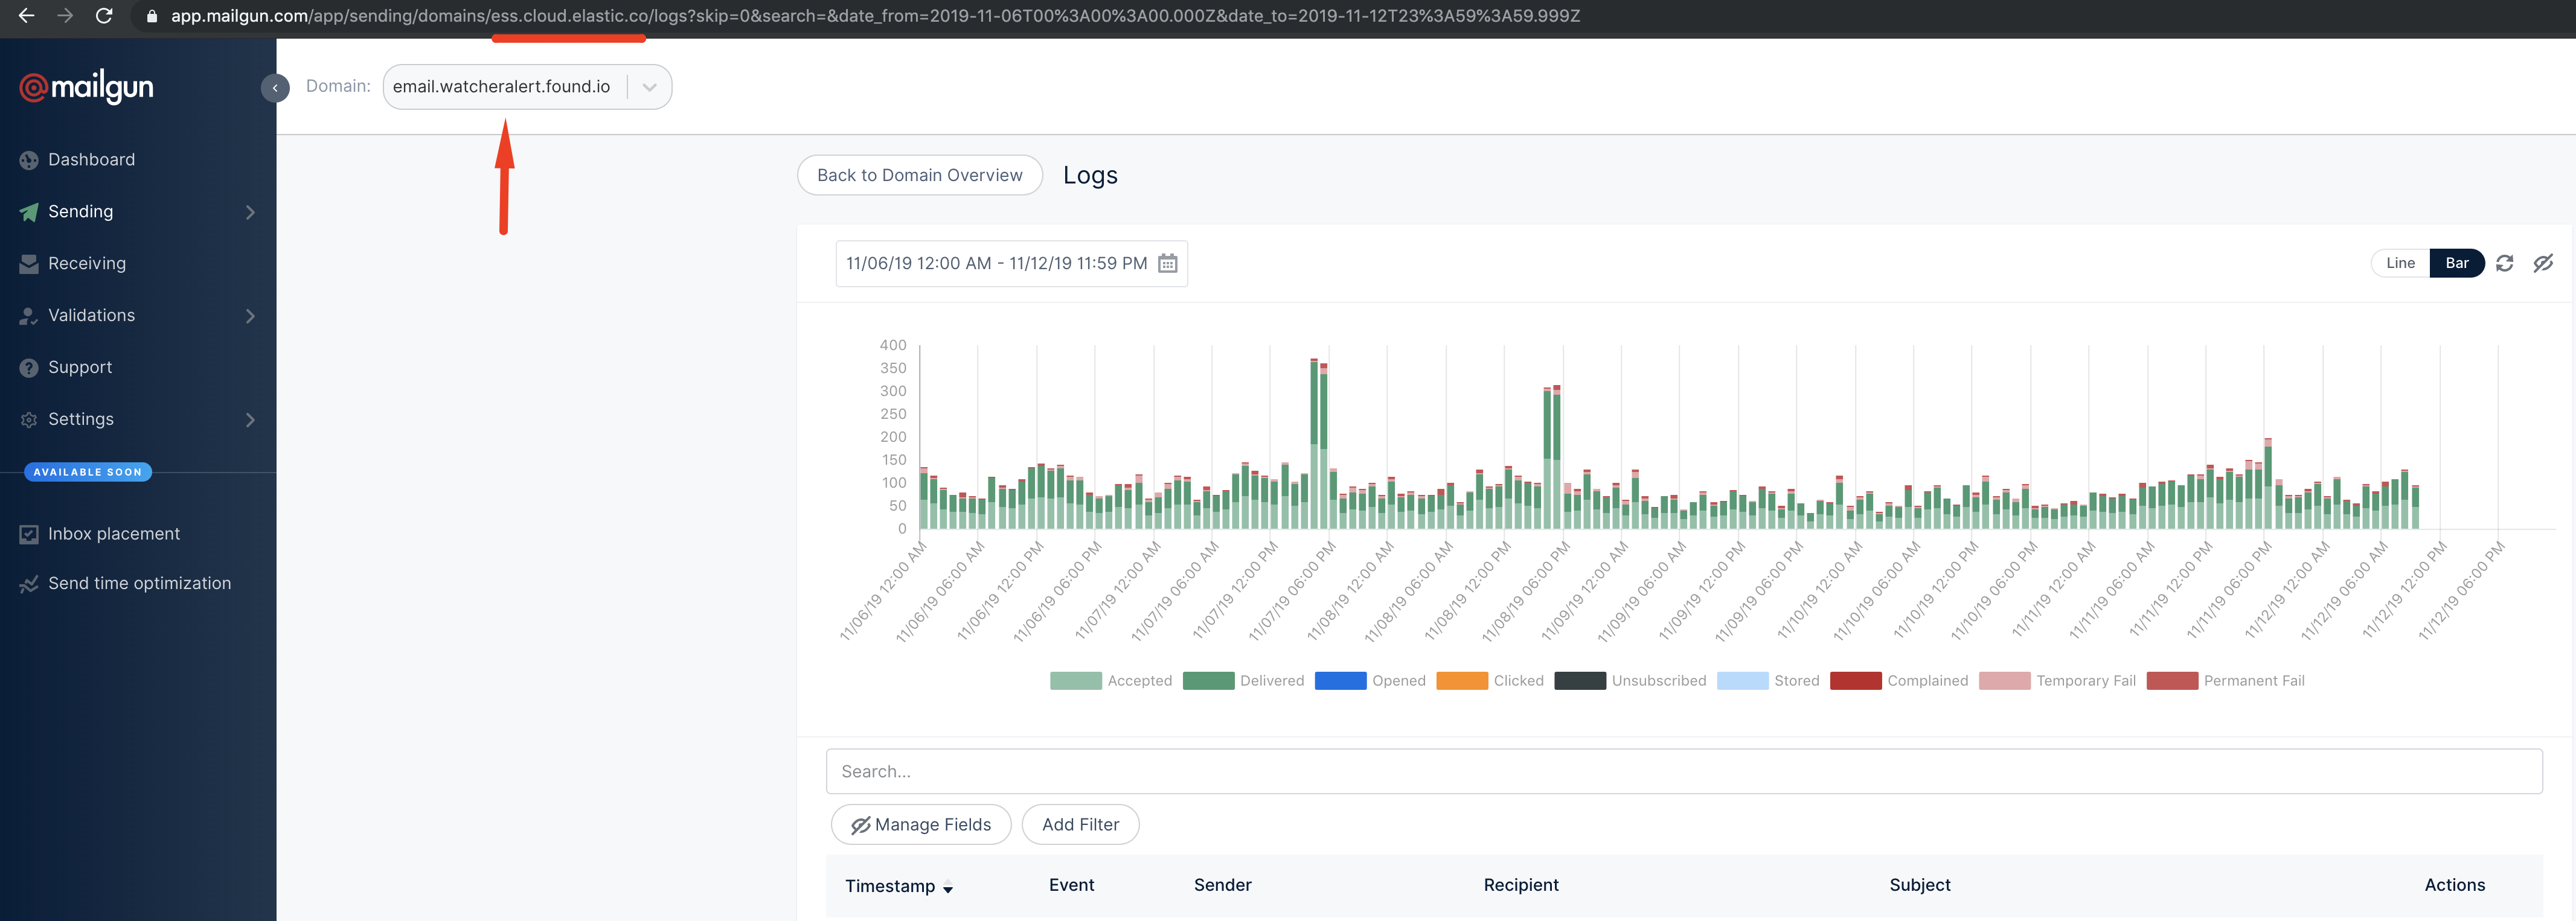 app.mailgun.com/app/sending/domains/ess.cloud.elastic.co/logs?skip=0&search=&date_from=2019-11-06T00%3A00%3A00.000Z&date_to=2019-11-12T23%3A59%3A59.999Z
mailgun
Domain:
email.watcheralert.found.io
Dashboard
Sending
Receiving
Validations
Support
Settings
AVAILABLE SOON
Inbox placement
Send time optimization
Back to Domain Overview
Logs
11/06/19 12:00 AM - 11/12/19 11:59 PM
Line
Bar
400
350
300
250
200
150
100
50
0
11/06/19 12:00 AM
11/06/19 06:00 AM
11/06/19 12:00 PM
11/06/19 06:00 PM
11/07/19 12:00 AM
11/07/19 06:00 AM
11/07/19 12:00 PM
11/07/19 06:00 PM
11/08/19 12:00 AM
11/08/19 06:00 AM
11/08/19 12:00 PM
11/08/19 06:00 PM
11/09/19 12:00 AM
11/09/19 06:00 AM
11/09/19 12:00 PM
11/09/19 06:00 PM
11/10/19 12:00 AM
11/10/19 06:00 AM
11/10/19 12:00 PM
11/10/19 06:00 PM
11/11/19 12:00 AM
11/11/19 06:00 AM
11/11/19 12:00 PM
11/11/19 06:00 PM
11/12/19 12:00 AM
11/12/19 06:00 AM
11/12/19 12:00 PM
11/12/19 06:00 PM
Accepted
Delivered
Opened
Clicked
Unsubscribed
Stored
Complained
Temporary Fail
Permanent Fail
Search...
Manage Fields
Add Filter
Timestamp
Event
Sender
Recipient
Subject
Actions